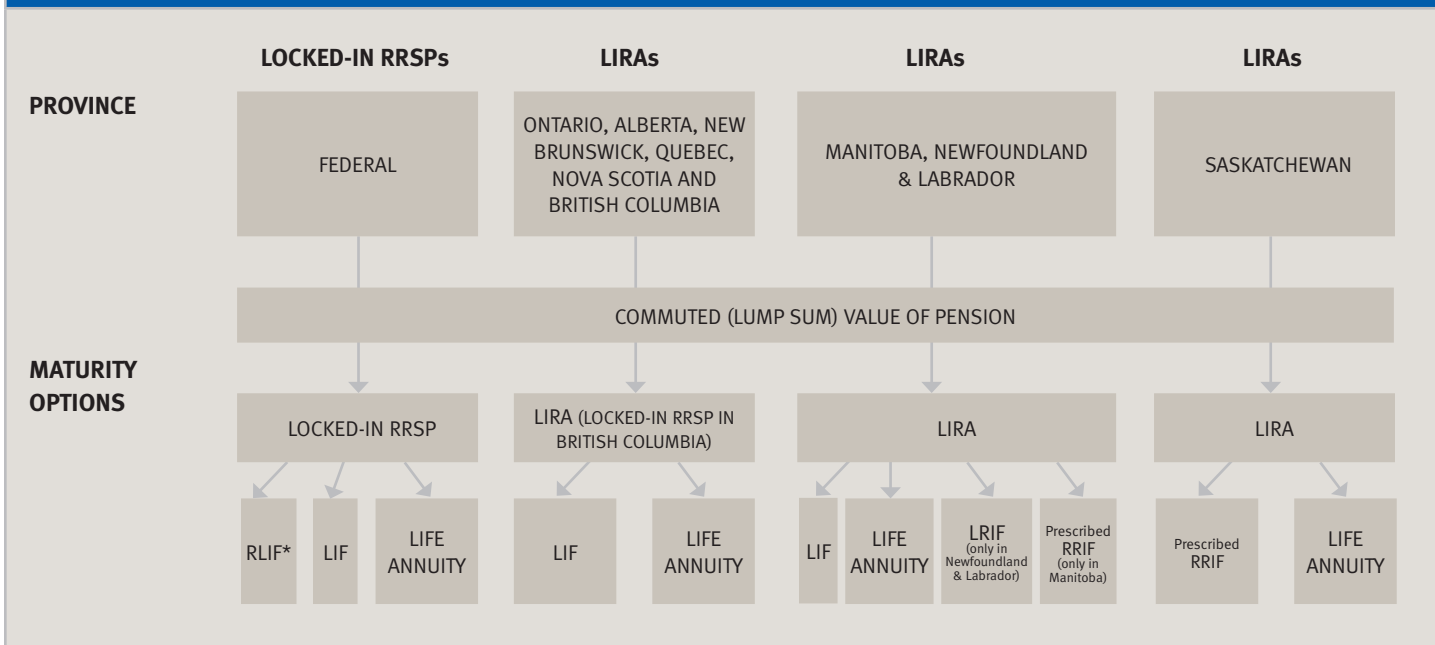 LOCKED-IN RRSPs
LIRAs
LIRAs
LIRAs
PROVINCE
FEDERAL
ONTARIO, ALBERTA, NEW
BRUNSWICK, QUEBEC,
NOVA SCOTIA AND
BRITISH COLUMBIA
MANITOBA, NEWFOUNDLAND
& LABRADOR
SASKATCHEWAN
COMMUTED (LUMP SUM) VALUE OF PENSION
MATURITY
OPTIONS
LOCKED-IN RRSP
LIRA (LOCKED-IN RRSP IN
BRITISH COLUMBIA)
LIRA
LIRA
RLIF*
LIF
LIFE
ANNUITY
LIF
LIFE
ANNUITY
LIF
LIFE
ANNUITY
LRIF
(only in
Newfoundland
& Labrador)
Prescribed
RRIF
(only in
Manitoba)
Prescribed
RRIF
LIFE
ANNUITY